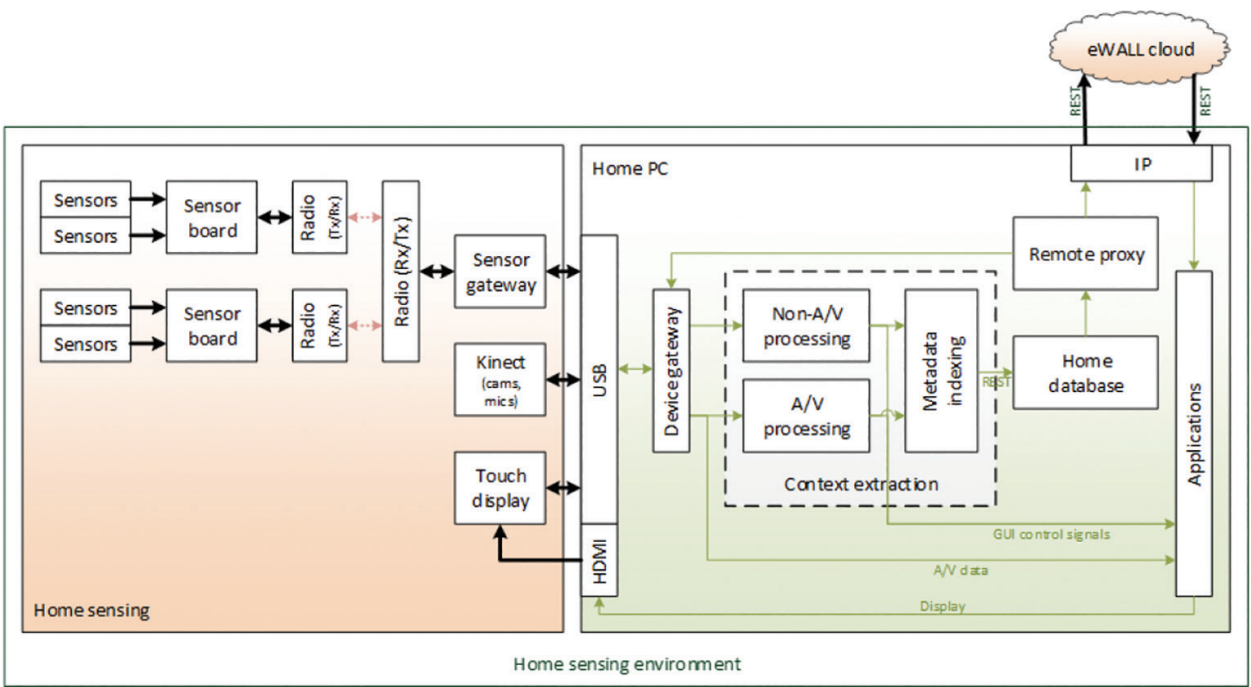 eWALL cloud
REST
REST
Home PC
IP
Sensors
Sensors
Sensor
board
Radio
(Tx/Rx)
Radio (Rx/Tx)
Sensor
gateway
Remote proxy
Sensors
Sensors
Sensor
board
Radio
(Tx/Rx)
Kinect
(cams,
mics)
USB
Device gateway
Non-A/V
processing
A/V
processing
Metadata
indexing
REST
Home
database
Applications
Touch
display
Context extraction
HDMI
GUI control signals
A/V data
Display
Home sensing
Home sensing environment